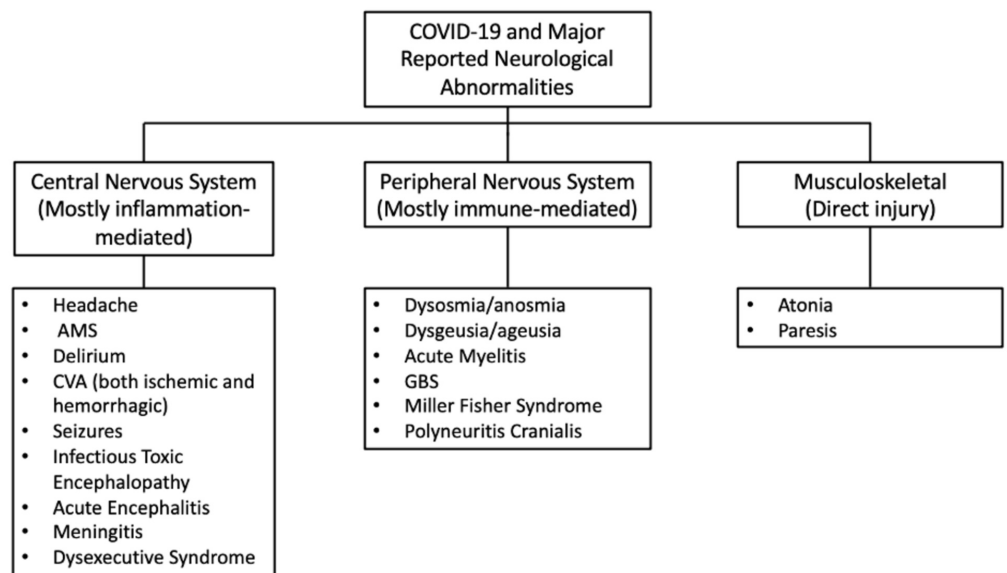 COVID-19 and Major
Reported Neurological
Abnormalities
Central Nervous System
(Mostly inflammation-
mediated)
• Headache
• AMS
• Delirium
• CVA (both ischemic and
hemorrhagic)
• Seizures
• Infectious Toxic
Encephalopathy
• Acute Encephalitis
• Meningitis
• Dysexecutive Syndrome
Peripheral Nervous System
(Mostly immune-mediated)
• Dysosmia/anosmia
• Dysgeusia/ageusia
• Acute Myelitis
• GBS
• Miller Fisher Syndrome
• Polyneuritis Cranialis
Musculoskeletal
(Direct injury)
• Atonia
• Paresis